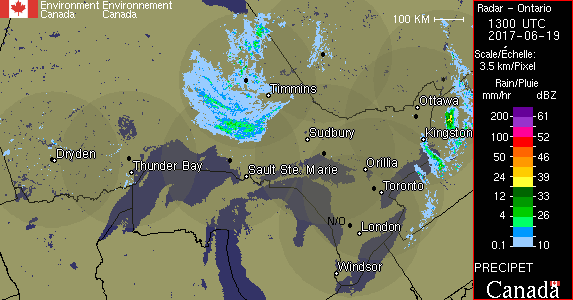 Environment Environnement
Canada Canada
100 KM
Timmins
Ottawa
Sudbury
Kingston
Dryden
Thunder Bay
Sault Ste. Marie
Orillia
Toronto
N/O
London
Windsor
Radar - Ontario
1300 UTC
2017-06-19
Scale/Échelle:
3.5 km/Pixel
Rain/Pluie
mm/hr dBZ
200 61
100 52
50 46
24 39
12 33
4 26
0.1 10
PRECIPET
Canada